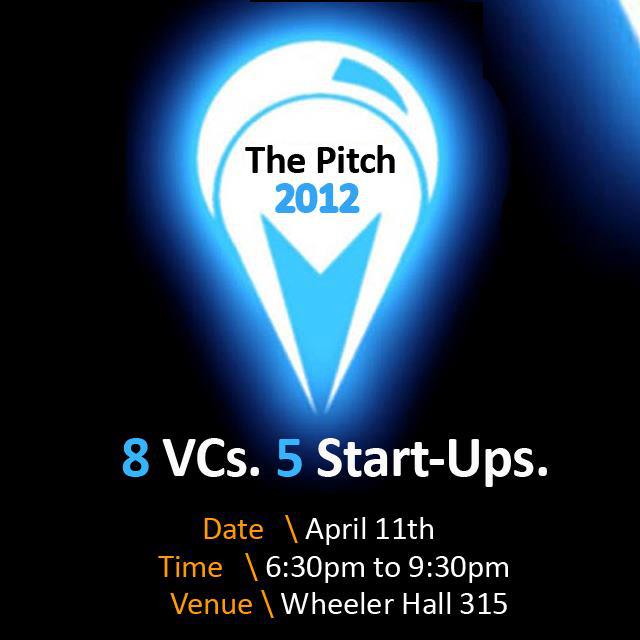 The Pitch
2012
8 VCs. 5 Start-Ups.
Date \ April 11th
Time \ 6:30pm to 9:30pm
Venue \ Wheeler Hall 315